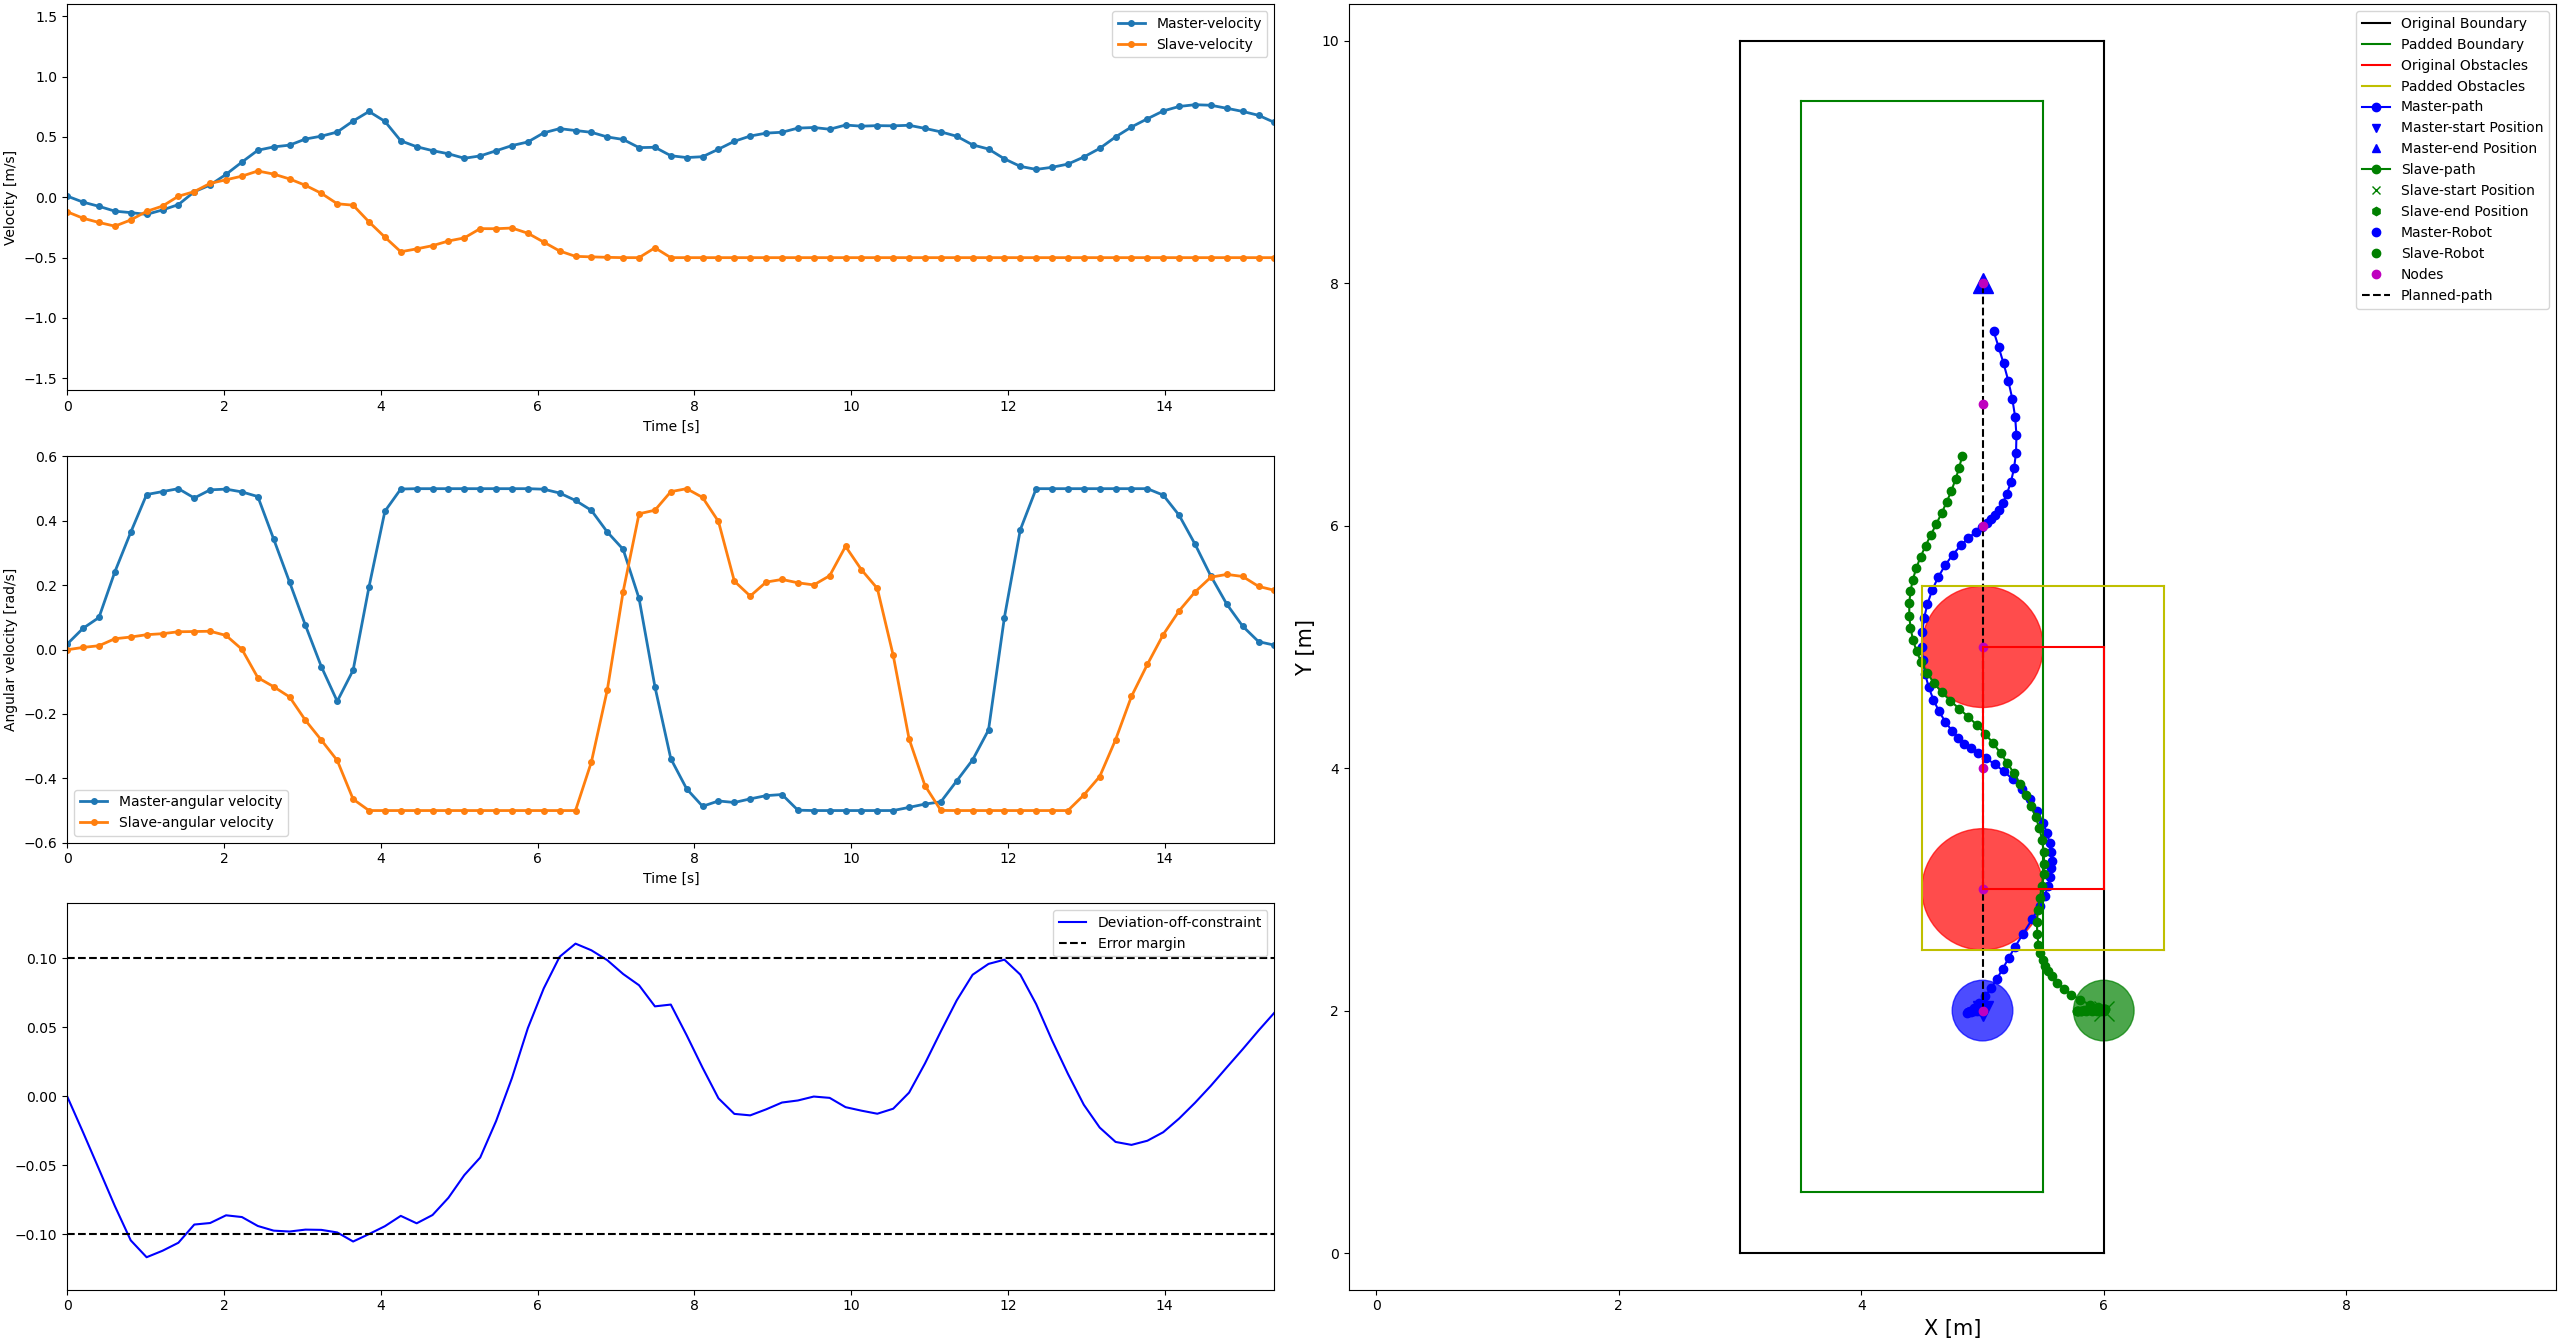 1.5
1.0
0.5
0.0
−0.5
−1.0
−1.5
Velocity [m/s]
Master-velocity
Slave-velocity
0 2 4 6 8 10 12 14
Time [s]
0.6
0.4
0.2
0.0
−0.2
−0.4
−0.6
Angular velocity [rad/s]
Master-angular velocity
Slave-angular velocity
0 2 4 6 8 10 12 14
Time [s]
0.10
0.05
0.00
−0.05
−0.10
Deviation-off-constraint
Error margin
0 2 4 6 8 10 12 14
10
8
6
4
2
0
Y [m]
Original Boundary
Padded Boundary
Original Obstacles
Padded Obstacles
Master-path
Master-start Position
Master-end Position
Slave-path
Slave-start Position
Slave-end Position
Master-Robot
Slave-Robot
Nodes
Planned-path
0 2 4 6 8
X [m]